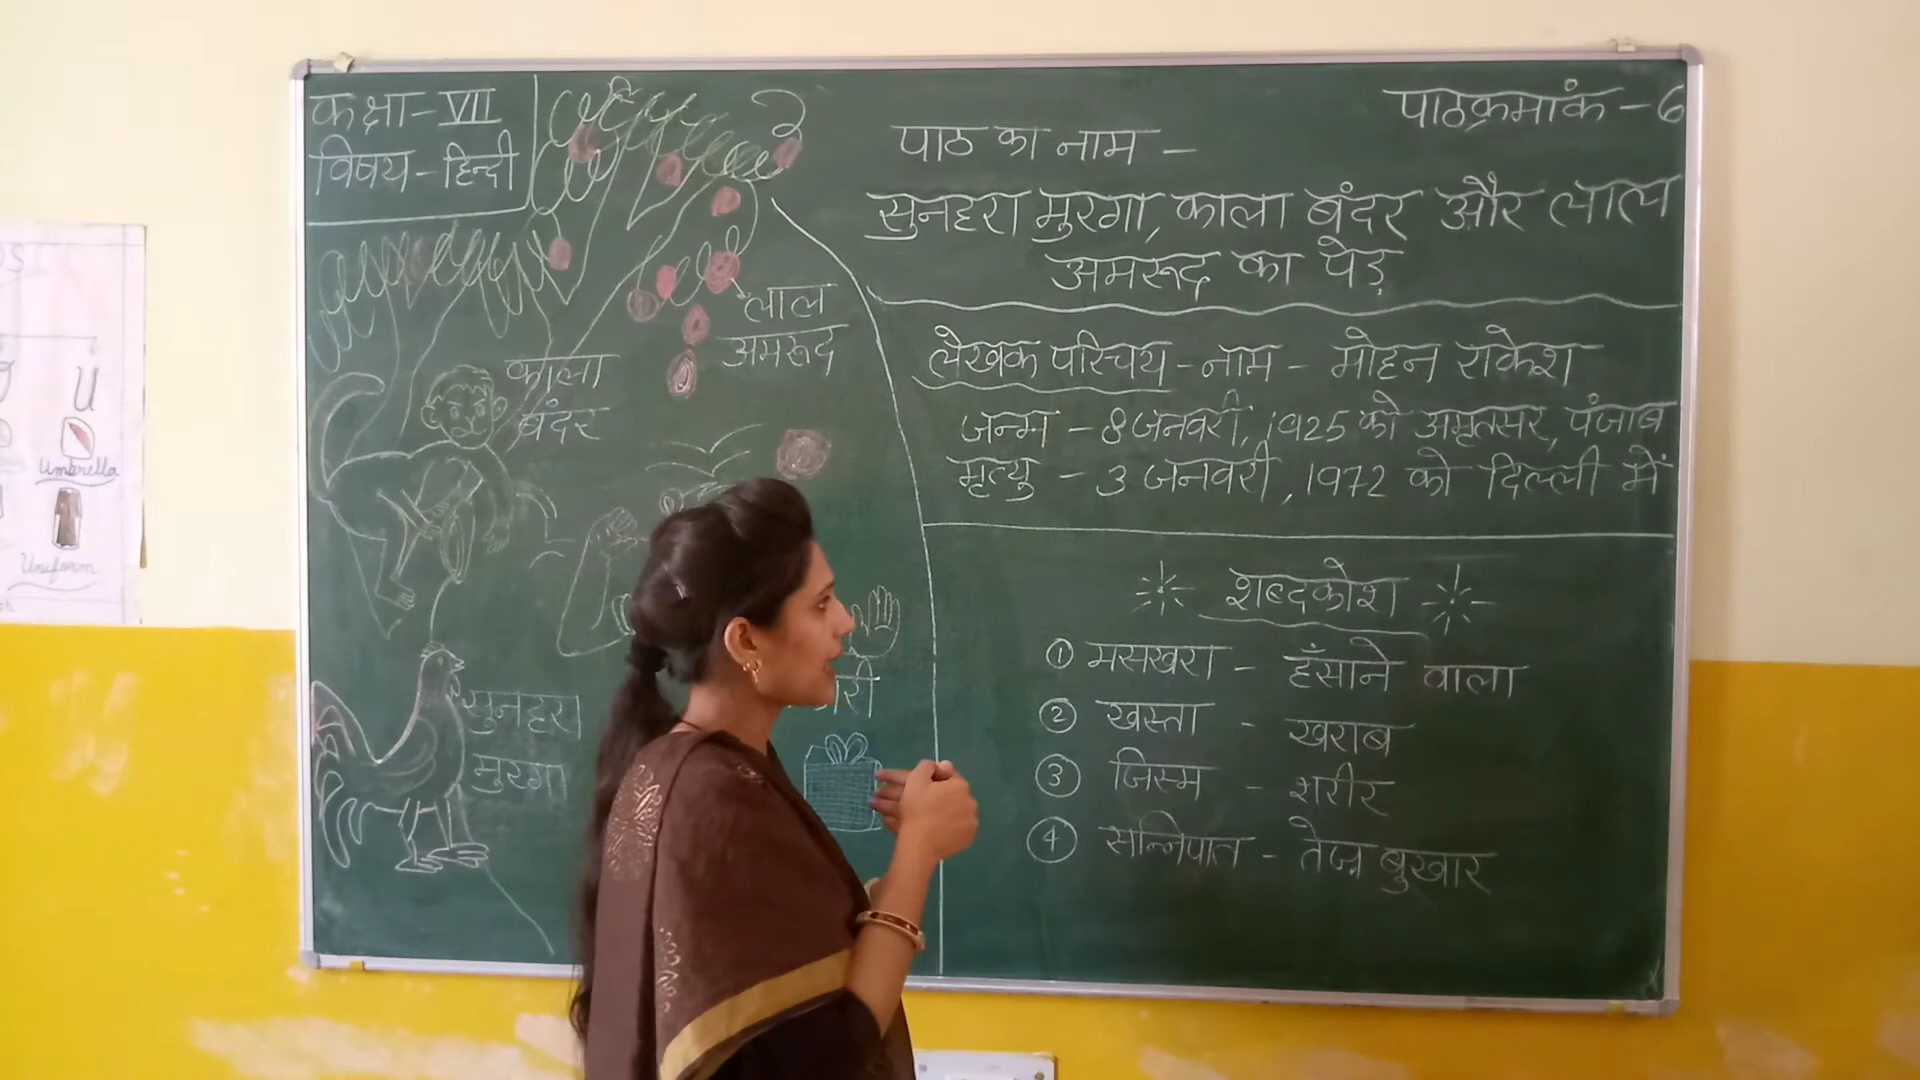 कक्षा-VII
विषय-हिन्दी
पाठक्रमांक-6
पाठ का नाम -
सुनहरा मुरगा, काला बंदर और लाल
अमरूद का पेड़
लेखक परिचय - नाम - मोहन राकेश
जन्म - 8 जनवरी, 1925 को अमृतसर, पंजाब
मृत्यु - 3 जनवरी, 1972 को दिल्ली में
शब्दकोश
① मसखरा - हँसाने वाला
② खस्ता - खराब
③ जिस्म - शरीर
④ सन्निपात - तेज़ बुखार
लाल
अमरूद
काला
बंदर
सुनहरा
मुरगा
U
Umbrella
Uniform